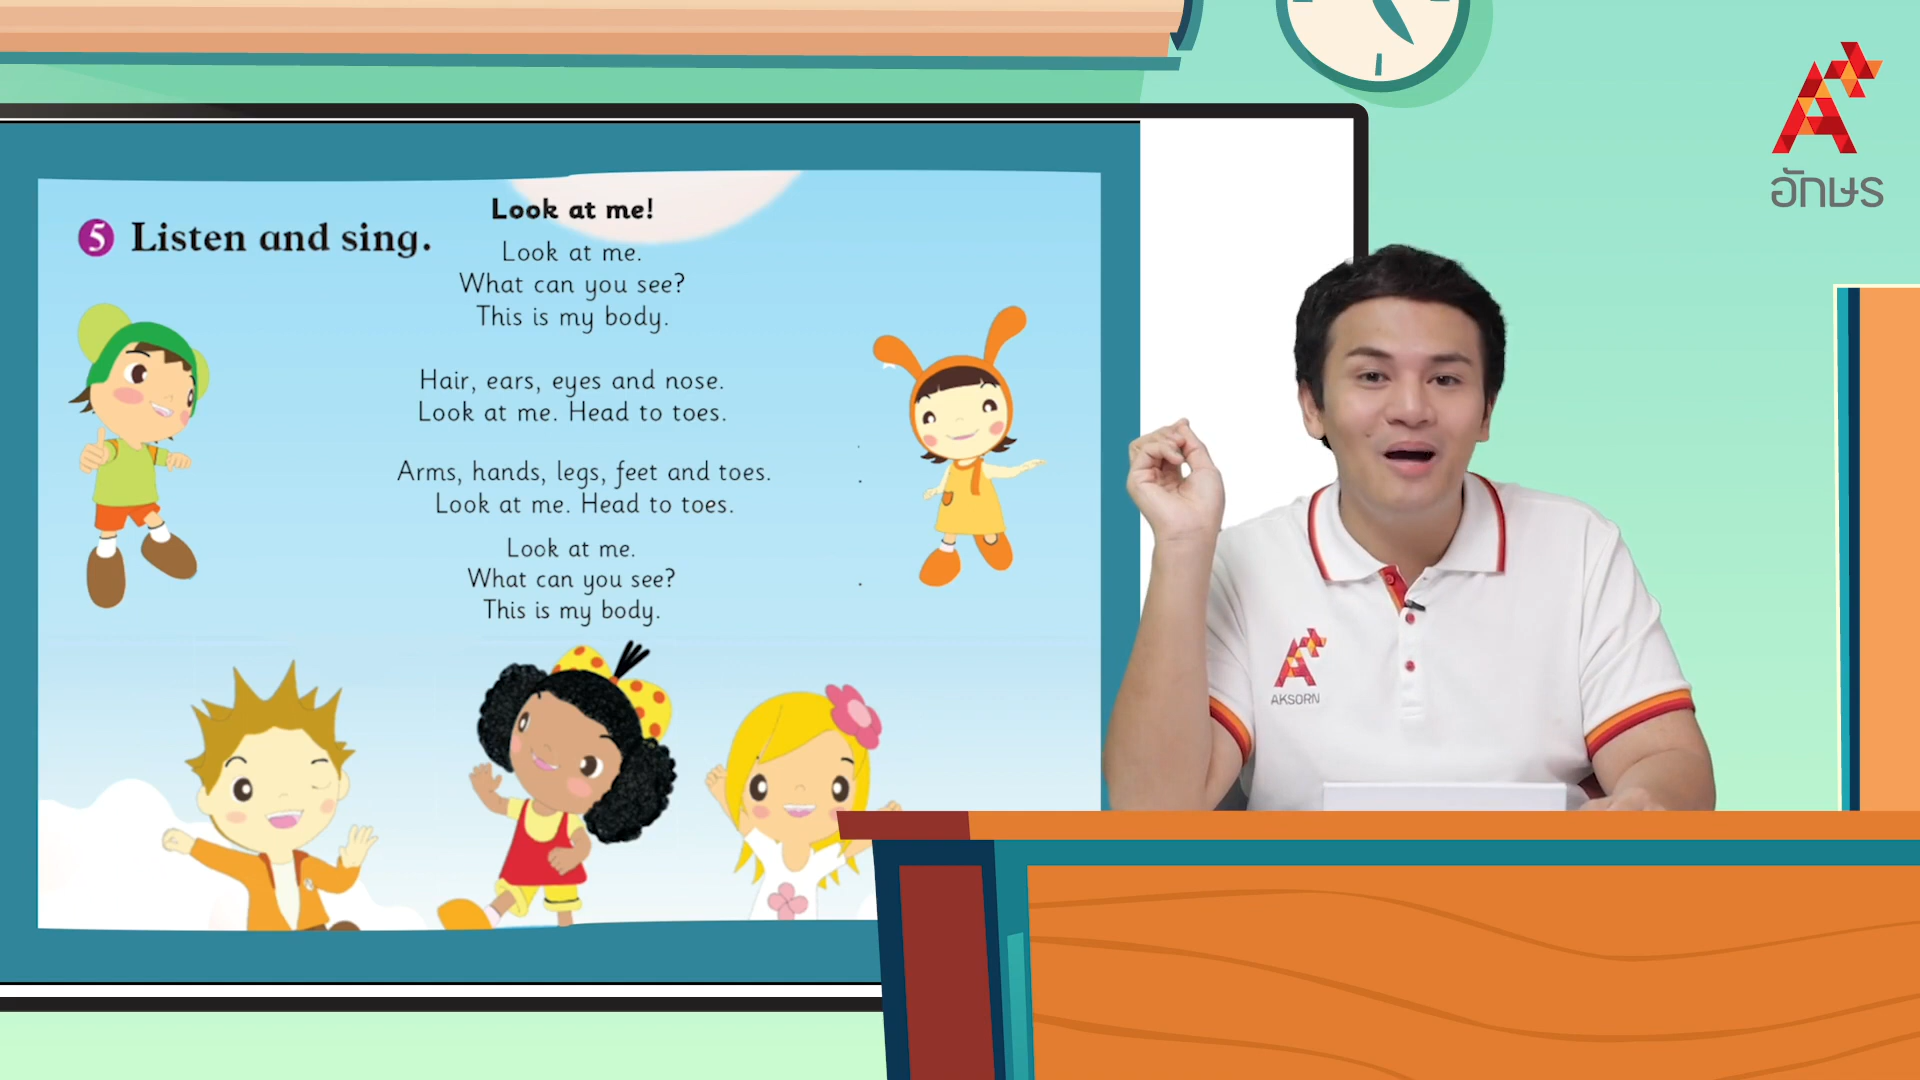 5 Listen and sing.
Look at me!
Look at me.
What can you see?
This is my body.
Hair, ears, eyes and nose.
Look at me. Head to toes.
Arms, hands, legs, feet and toes.
Look at me. Head to toes.
Look at me.
What can you see?
This is my body.
อักษร
AKSORN